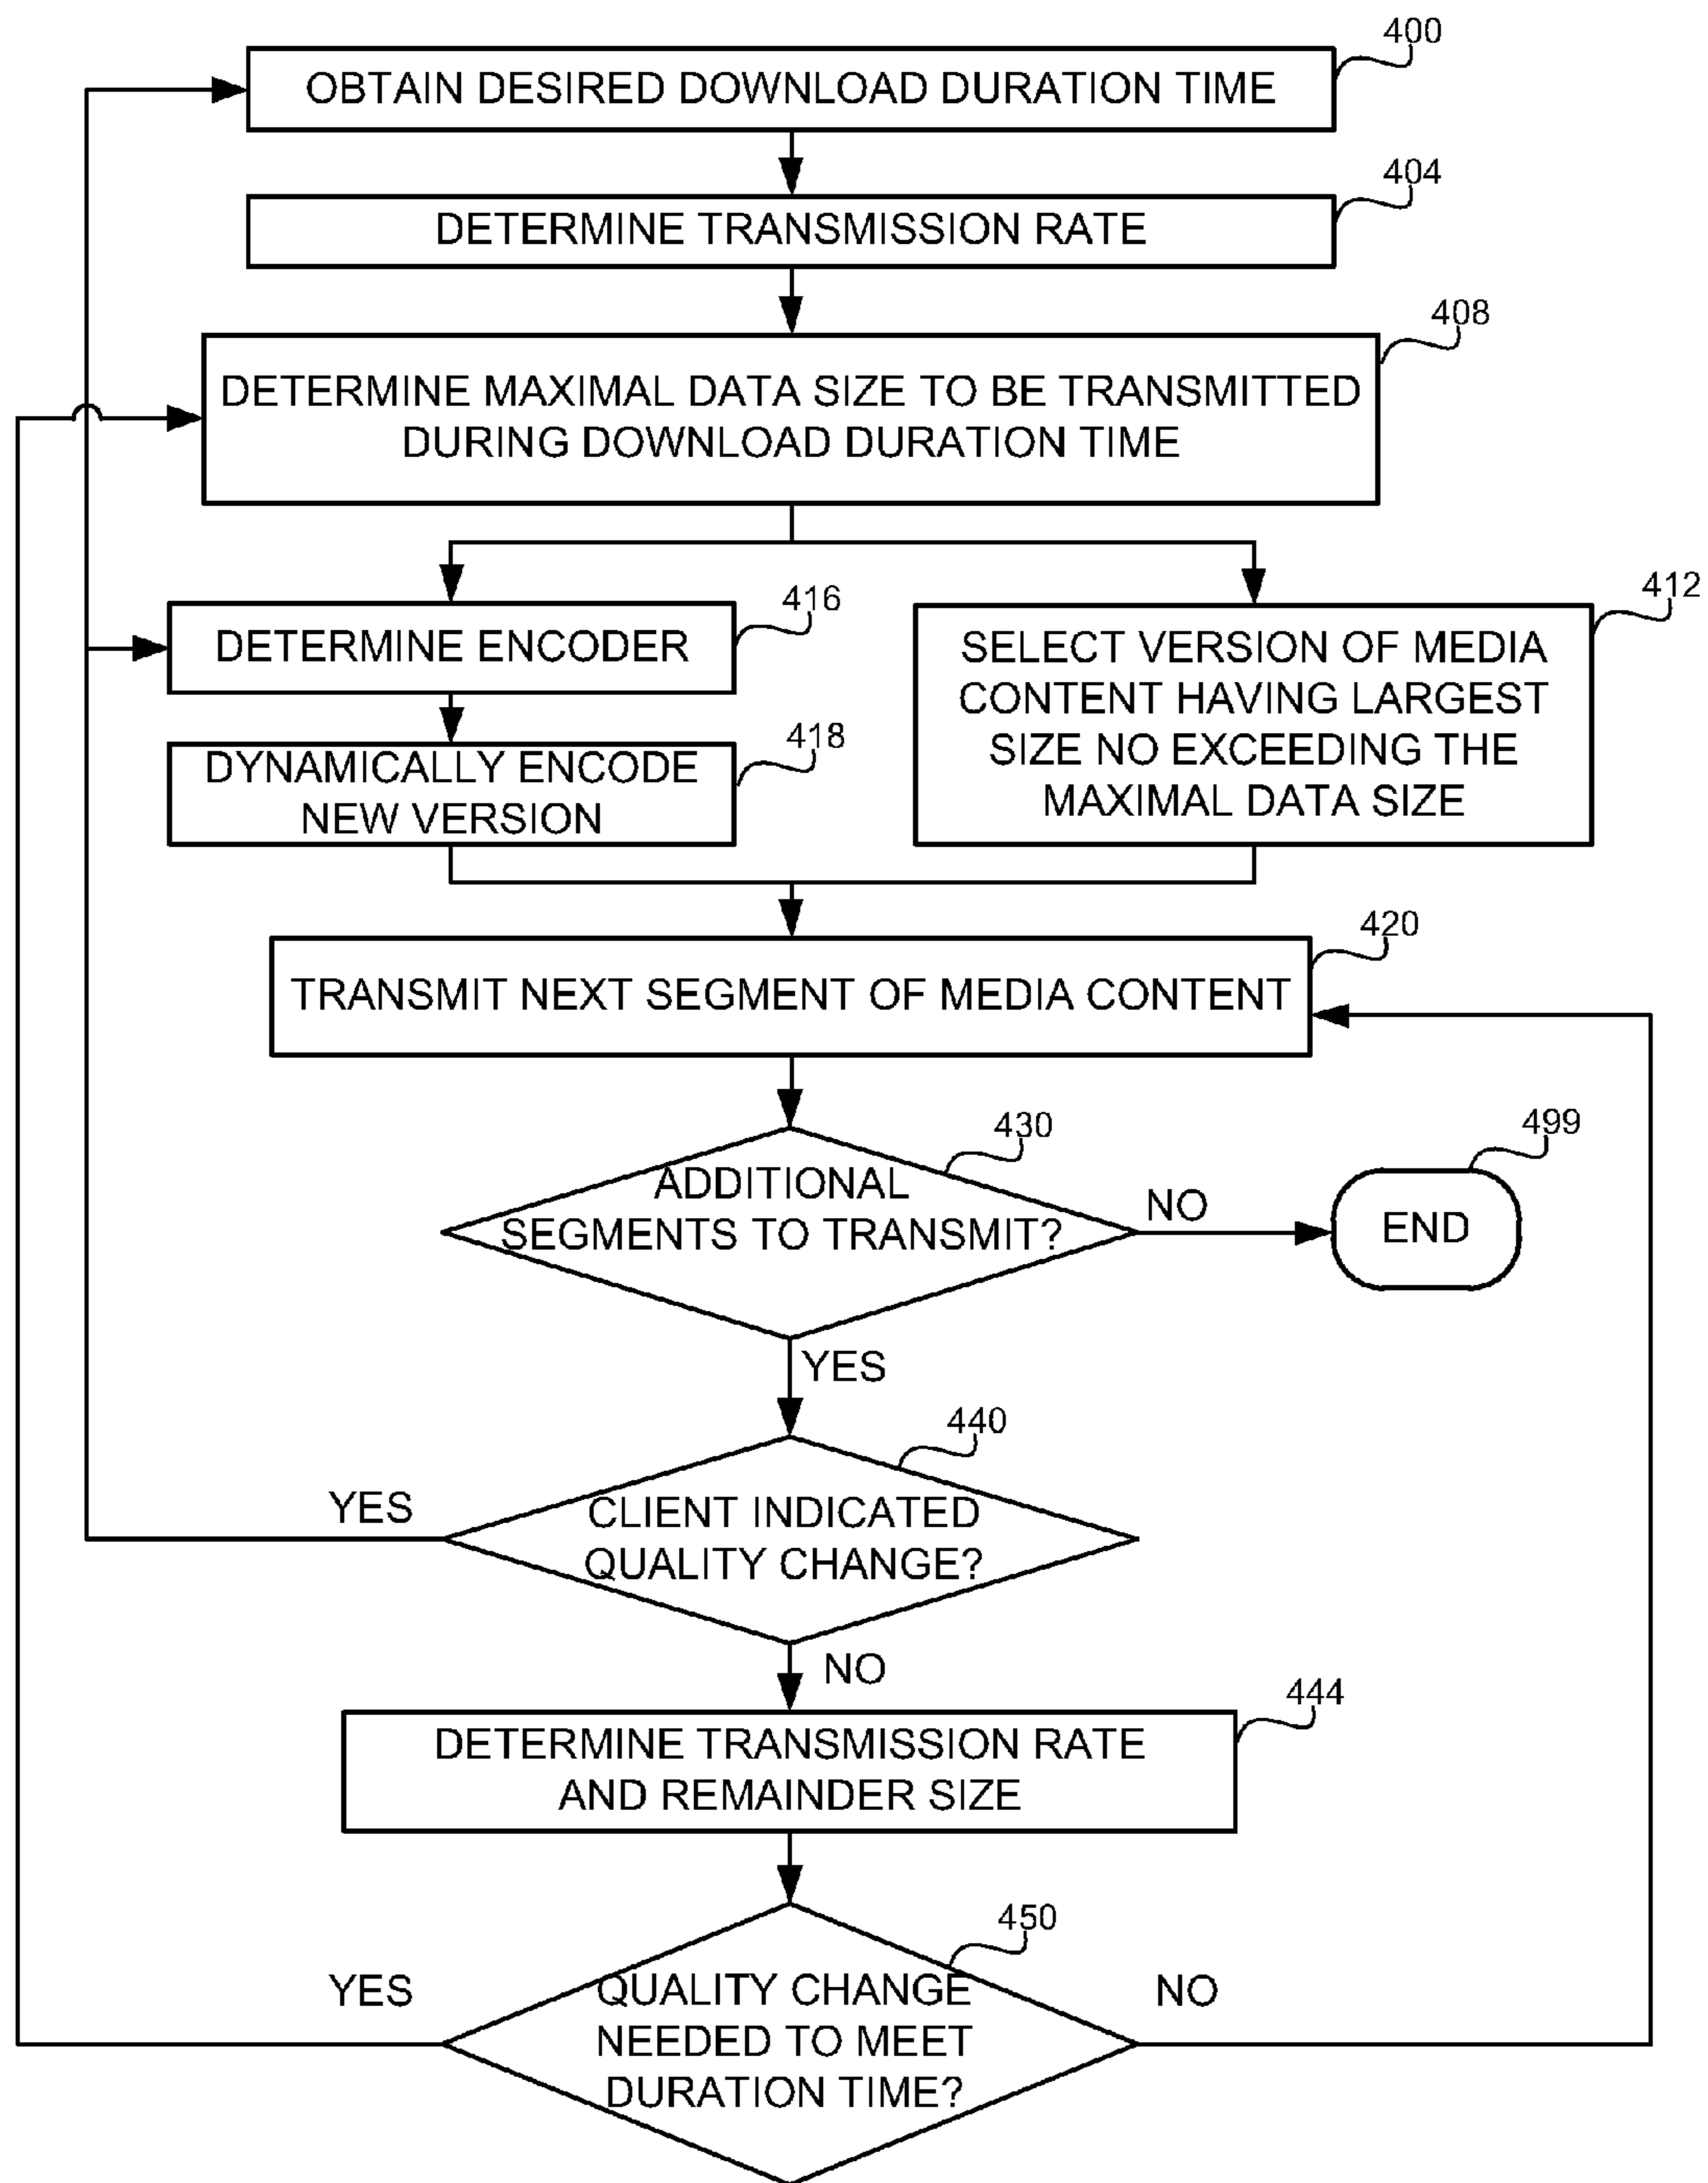 400
OBTAIN DESIRED DOWNLOAD DURATION TIME
404
DETERMINE TRANSMISSION RATE
408
DETERMINE MAXIMAL DATA SIZE TO BE TRANSMITTED
DURING DOWNLOAD DURATION TIME
416
DETERMINE ENCODER
418
DYNAMICALLY ENCODE
NEW VERSION
412
SELECT VERSION OF MEDIA
CONTENT HAVING LARGEST
SIZE NO EXCEEDING THE
MAXIMAL DATA SIZE
420
TRANSMIT NEXT SEGMENT OF MEDIA CONTENT
430
ADDITIONAL
SEGMENTS TO TRANSMIT?
NO
499
END
YES
440
CLIENT INDICATED
QUALITY CHANGE?
YES
NO
444
DETERMINE TRANSMISSION RATE
AND REMAINDER SIZE
450
QUALITY CHANGE
NEEDED TO MEET
DURATION TIME?
YES
NO